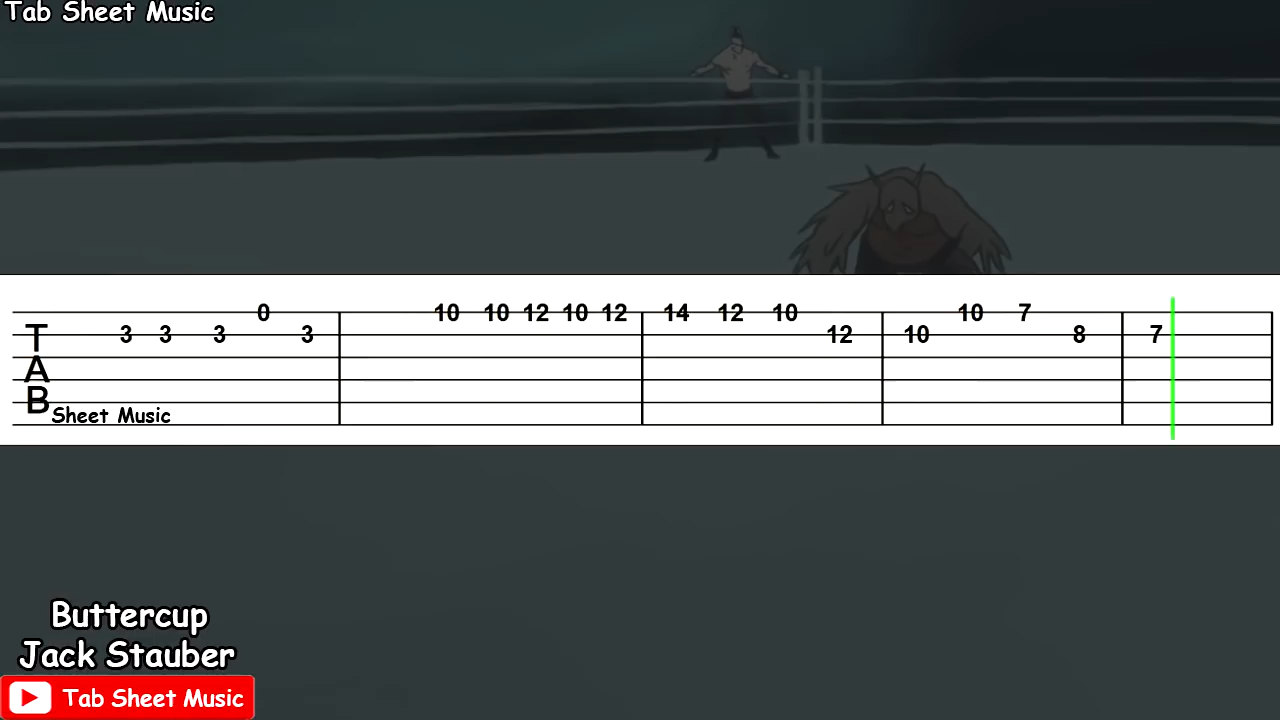 Tab Sheet Music
0 10 10 12 10 12 14 12 10 10 7
T 3 3 3 3 12 10 8 7
A
B
Sheet Music
Buttercup
Jack Stauber
Tab Sheet Music